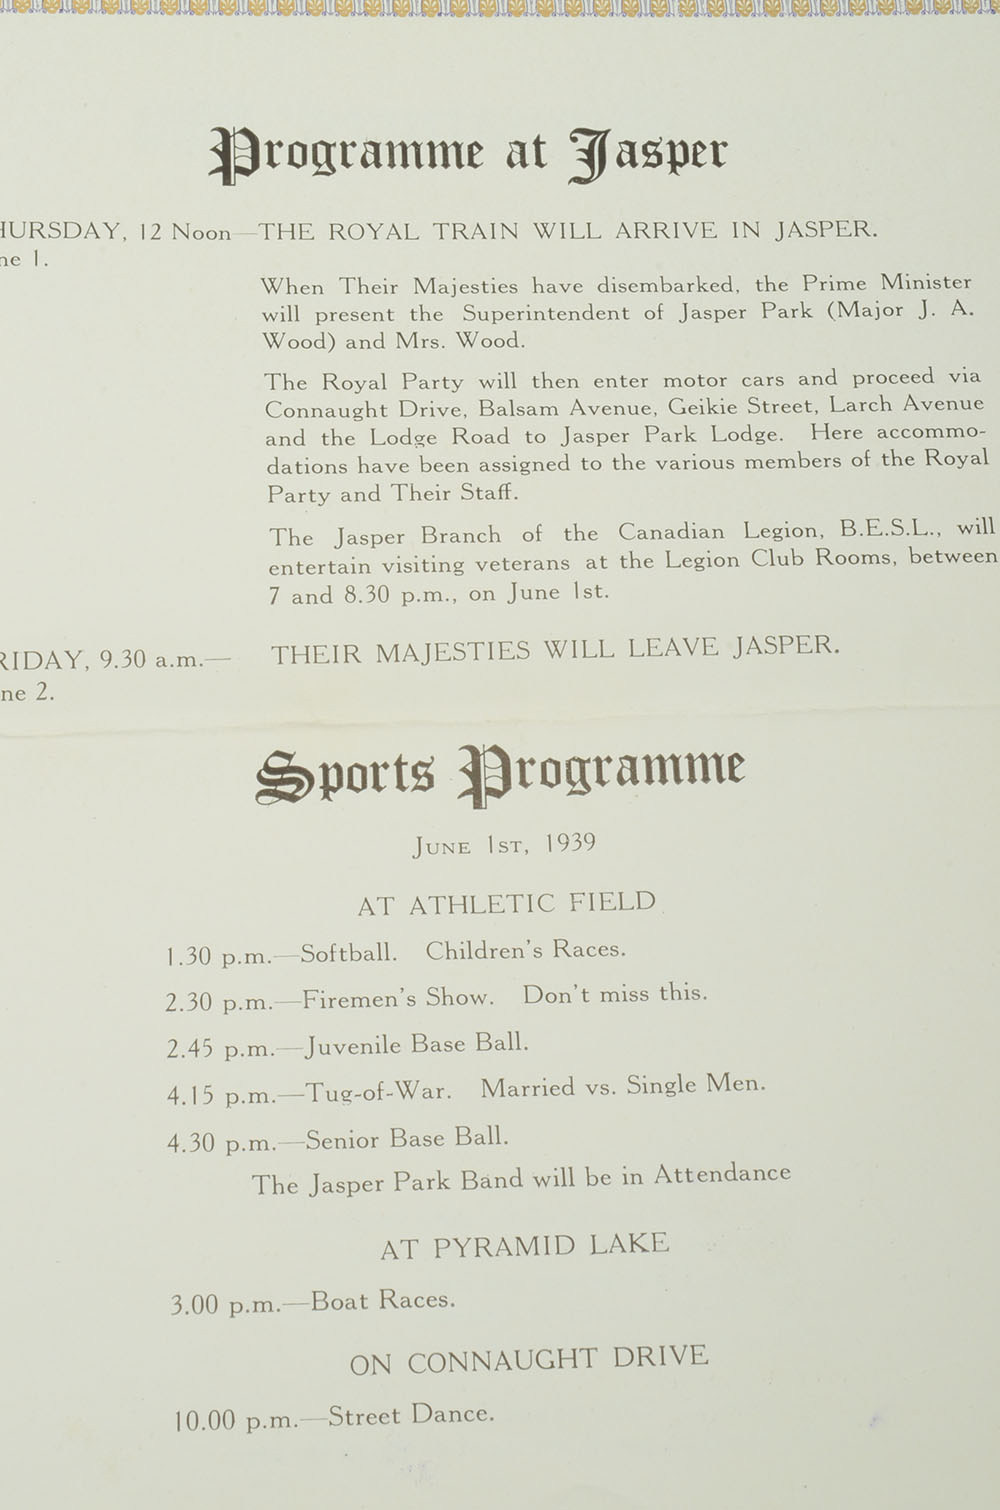 Programme at Jasper
HURSDAY, 12 Noon—THE ROYAL TRAIN WILL ARRIVE IN JASPER.
ne 1.
When Their Majesties have disembarked, the Prime Minister
will present the Superintendent of Jasper Park (Major J. A.
Wood) and Mrs. Wood.
The Royal Party will then enter motor cars and proceed via
Connaught Drive, Balsam Avenue, Geikie Street, Larch Avenue
and the Lodge Road to Jasper Park Lodge. Here accommo-
dations have been assigned to the various members of the Royal
Party and Their Staff.
The Jasper Branch of the Canadian Legion, B.E.S.L., will
entertain visiting veterans at the Legion Club Rooms, between
7 and 8.30 p.m., on June 1st.
RIDAY, 9.30 a.m.— THEIR MAJESTIES WILL LEAVE JASPER.
ne 2.
Sports Programme
JUNE 1ST, 1939
AT ATHLETIC FIELD
1.30 p.m.—Softball. Children's Races.
2.30 p.m.—Firemen's Show. Don't miss this.
2.45 p.m.—Juvenile Base Ball.
4.15 p.m.—Tug-of-War. Married vs. Single Men.
4.30 p.m.—Senior Base Ball.
The Jasper Park Band will be in Attendance
AT PYRAMID LAKE
3.00 p.m.—Boat Races.
ON CONNAUGHT DRIVE
10.00 p.m.—Street Dance.